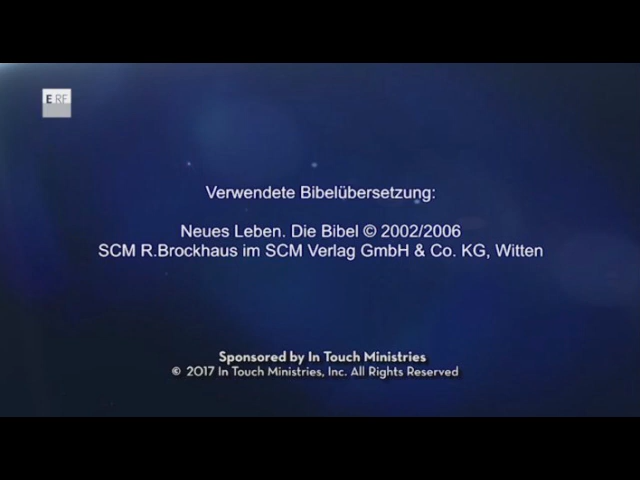 E RF
Verwendete Bibelübersetzung:
Neues Leben. Die Bibel © 2002/2006
SCM R.Brockhaus im SCM Verlag GmbH & Co. KG, Witten
Sponsored by In Touch Ministries
© 2017 In Touch Ministries, Inc. All Rights Reserved